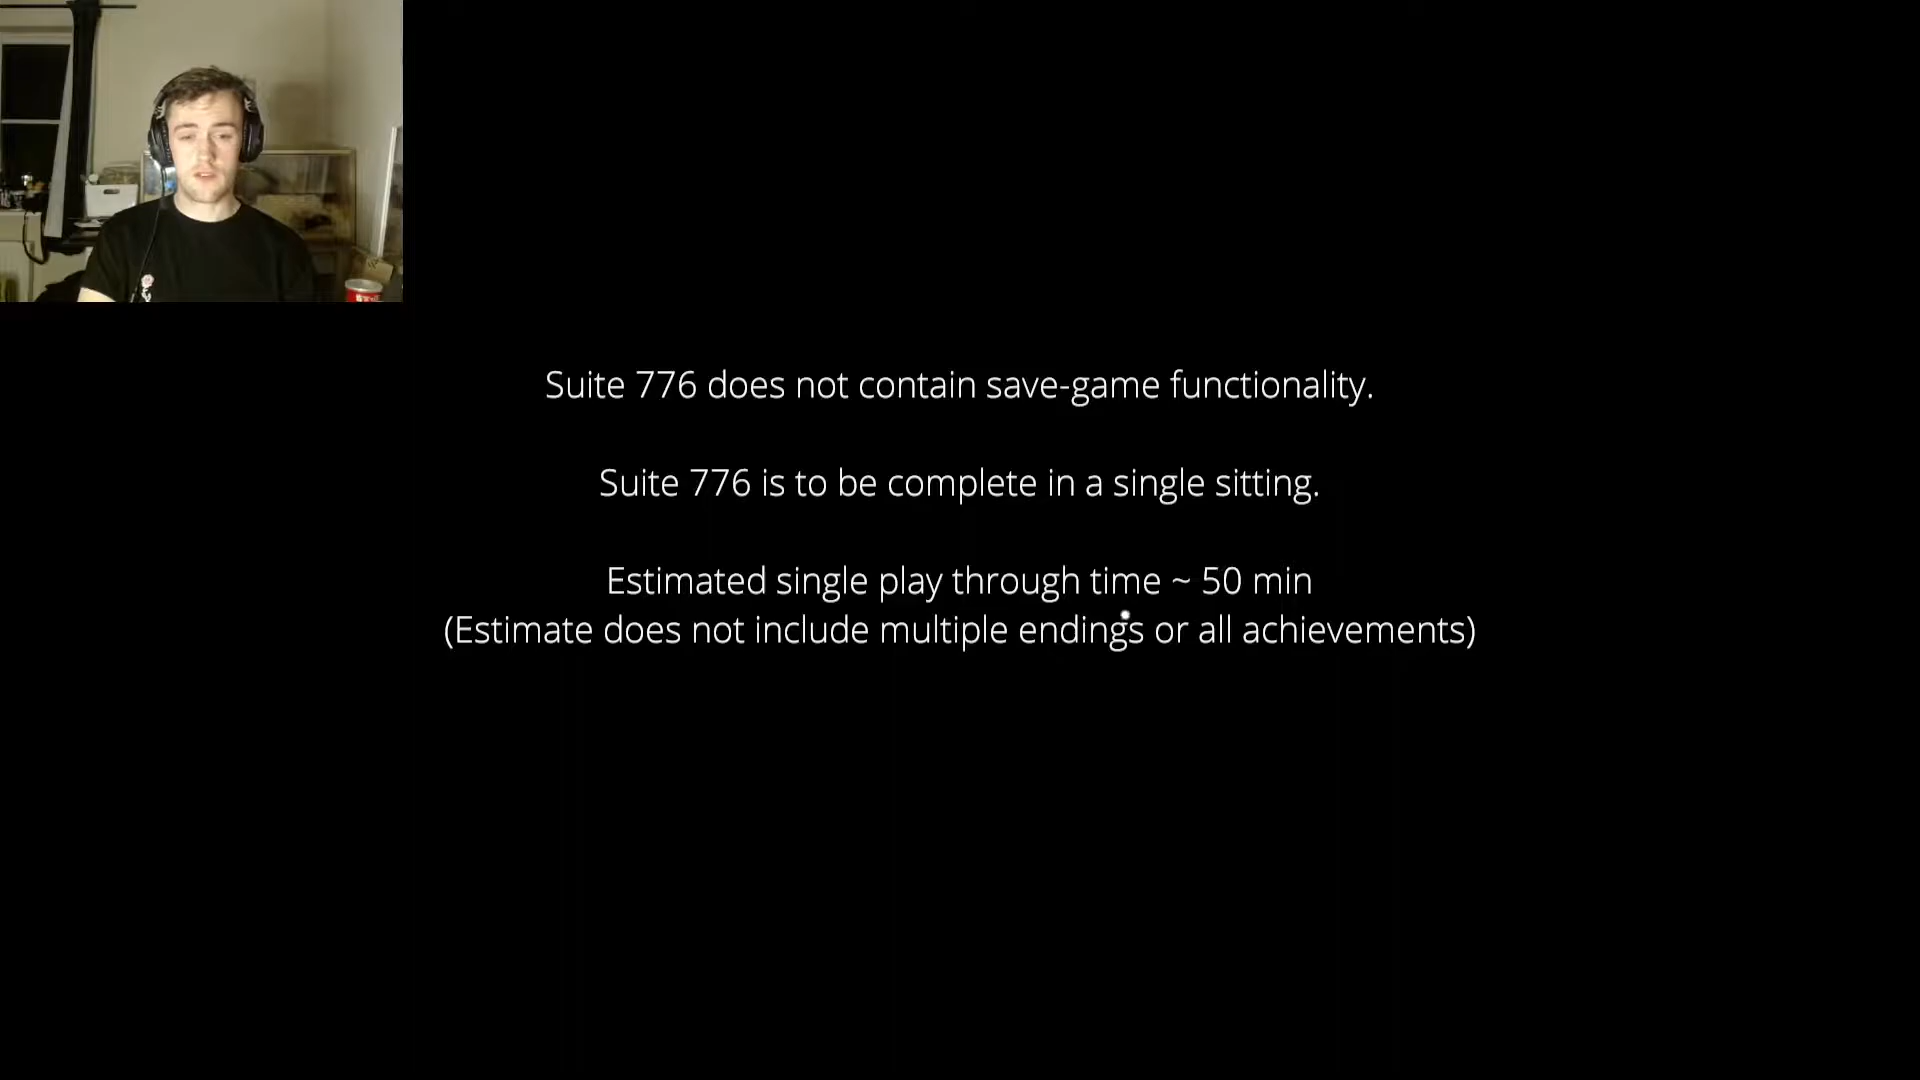 Suite 776 does not contain save-game functionality.
Suite 776 is to be complete in a single sitting.
Estimated single play through time ~ 50 min
(Estimate does not include multiple endings or all achievements)